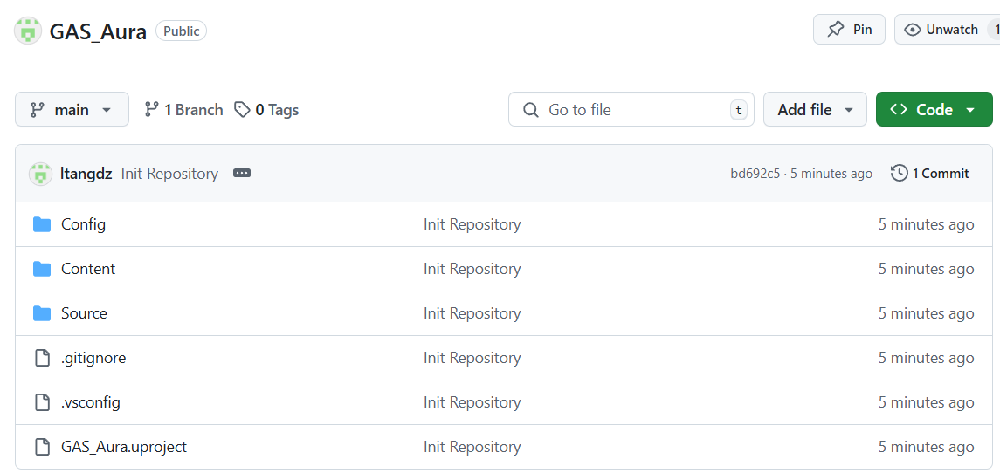 GAS_Aura Public Pin Unwatch 1
main 1 Branch 0 Tags Go to file t Add file Code
ltangdz Init Repository bd692c5 · 5 minutes ago 1 Commit
Config Init Repository 5 minutes ago
Content Init Repository 5 minutes ago
Source Init Repository 5 minutes ago
.gitignore Init Repository 5 minutes ago
.vsconfig Init Repository 5 minutes ago
GAS_Aura.uproject Init Repository 5 minutes ago